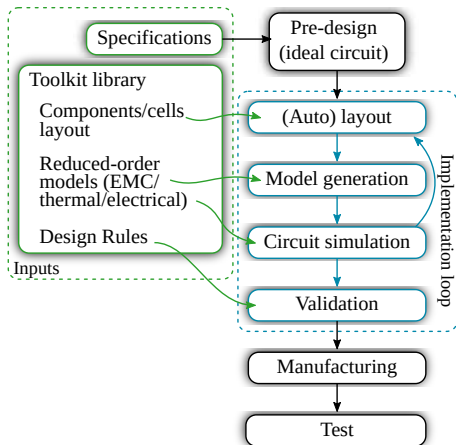 Specifications
Pre-design
(ideal circuit)
Toolkit library
Components/cells
layout
Reduced-order
models (EMC/
thermal/electrical)
Design Rules
Inputs
(Auto) layout
Model generation
Circuit simulation
Validation
Implementation
loop
Manufacturing
Test